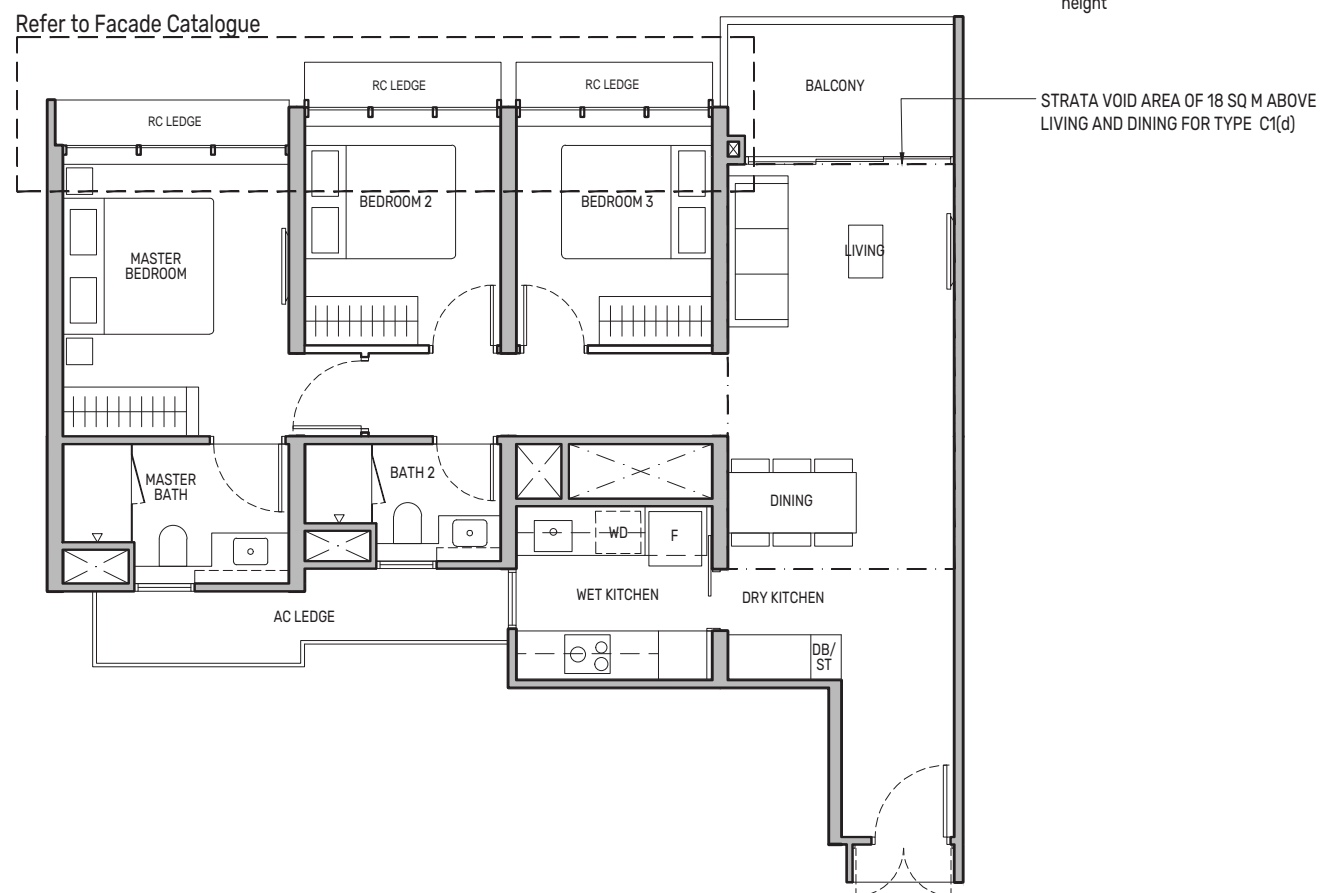 height
Refer to Facade Catalogue
RC LEDGE
RC LEDGE
RC LEDGE
BALCONY
STRATA VOID AREA OF 18 SQ M ABOVE
LIVING AND DINING FOR TYPE C1(d)
BEDROOM 2
BEDROOM 3
MASTER
BEDROOM
LIVING
MASTER
BATH
BATH 2
DINING
WD
F
WET KITCHEN
DRY KITCHEN
AC LEDGE
DB/
ST